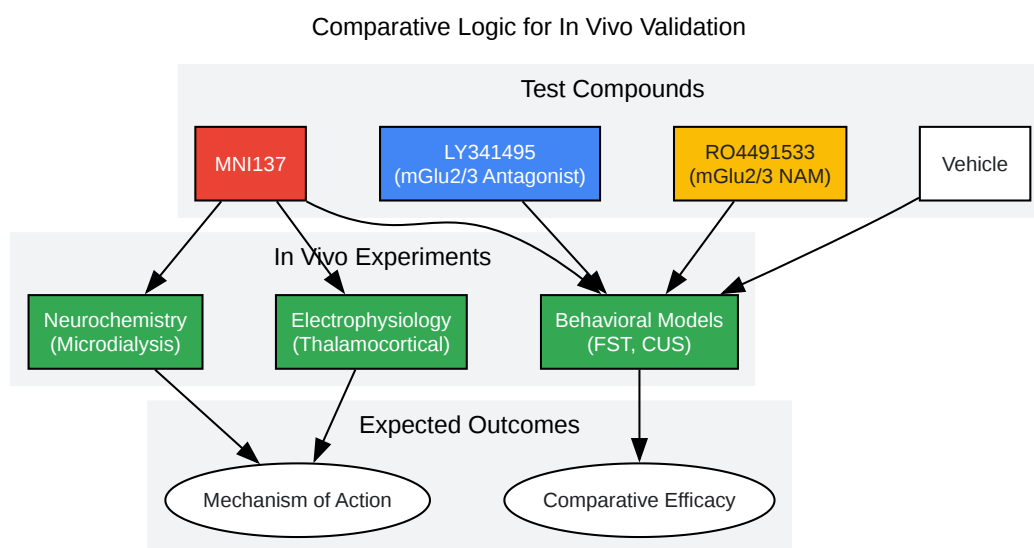 Comparative Logic for In Vivo Validation
Test Compounds
MNI137
LY341495
(mGlu2/3 Antagonist)
RO4491533
(mGlu2/3 NAM)
Vehicle
In Vivo Experiments
Neurochemistry
(Microdialysis)
Electrophysiology
(Thalamocortical)
Behavioral Models
(FST, CUS)
Expected Outcomes
Mechanism of Action
Comparative Efficacy